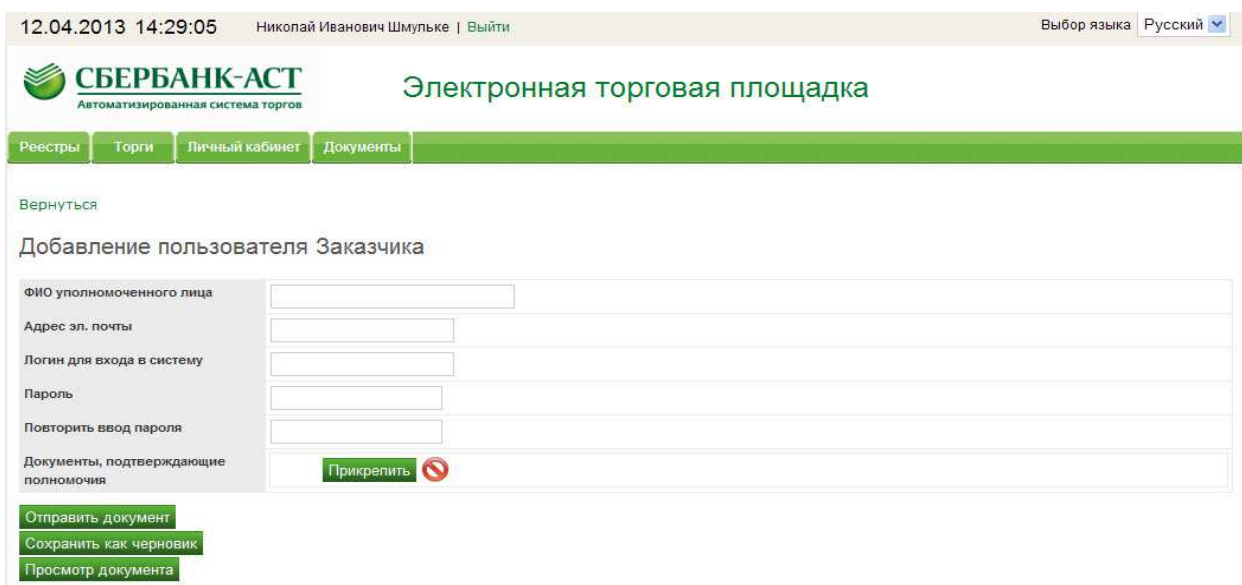 12.04.2013 14:29:05 Николай Иванович Шмульке | Выйти Выбор языка Русский
СБЕРБАНК-АСТ
Автоматизированная система торгов
Электронная торговая площадка
Реестры Торги Личный кабинет Документы
Вернуться
Добавление пользователя Заказчика
ФИО уполномоченного лица
Адрес эл. почты
Логин для входа в систему
Пароль
Повторить ввод пароля
Документы, подтверждающие
полномочия
Прикрепить
Отправить документ
Сохранить как черновик
Просмотр документа